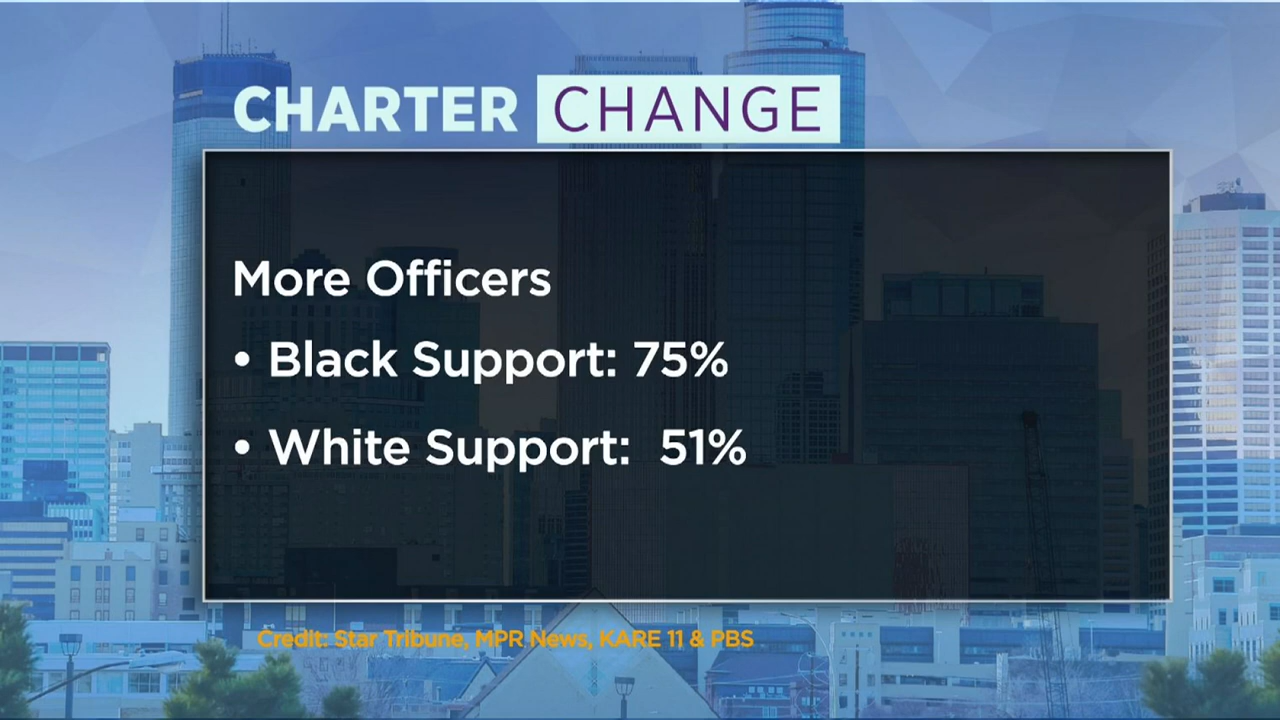 CHARTER CHANGE
More Officers
• Black Support: 75%
• White Support: 51%
Credit: Star Tribune, MPR News, KARE 11 & PBS